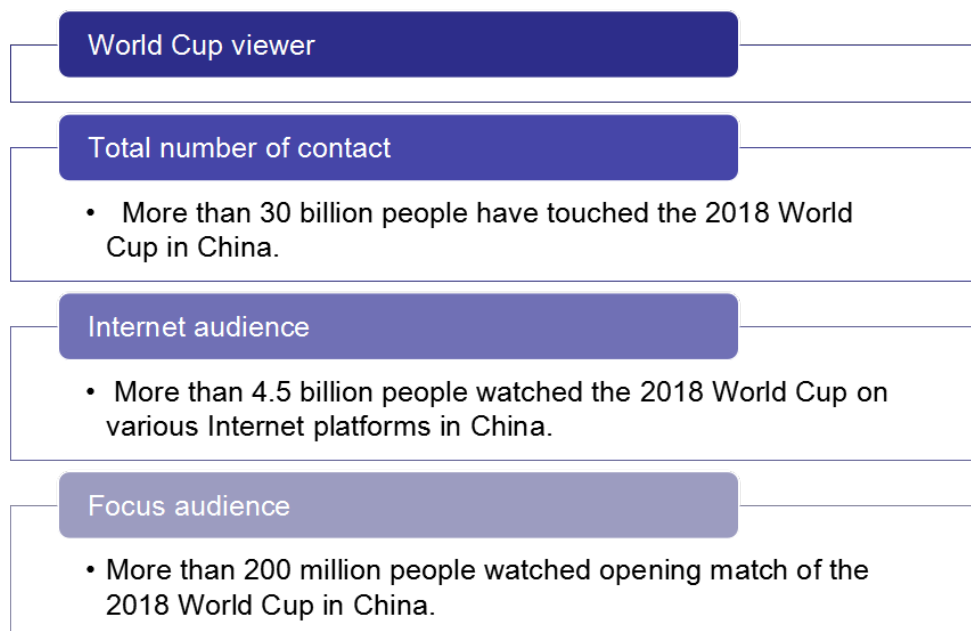 World Cup viewer
Total number of contact
• More than 30 billion people have touched the 2018 World
Cup in China.
Internet audience
• More than 4.5 billion people watched the 2018 World Cup on
various Internet platforms in China.
Focus audience
• More than 200 million people watched opening match of the
2018 World Cup in China.